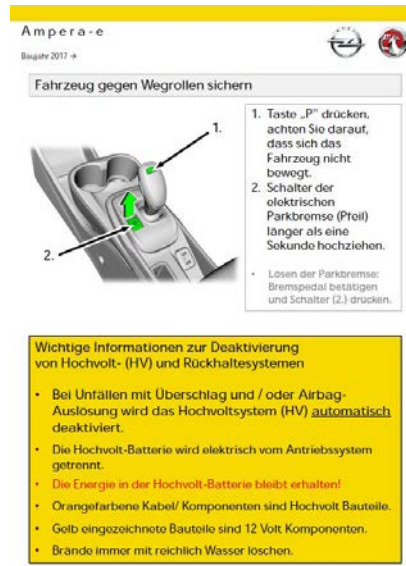 Ampera-e
Baujahr 2017 →
Fahrzeug gegen Wegrollen sichern
1.
2.
1. Taste „P" drücken,
achten Sie darauf,
dass sich das
Fahrzeug nicht
bewegt.
2. Schalter der
elektrischen
Parkbremse (Pfeil)
länger als eine
Sekunde hochziehen.
• Lösen der Parkbremse:
Bremspedal betätigen
und Schalter (2.) drücken.
Wichtige Informationen zur Deaktivierung
von Hochvolt- (HV) und Rückhaltesystemen
• Bei Unfällen mit Überschlag und / oder Airbag-
Auslösung wird das Hochvoltsystem (HV) automatisch
deaktiviert.
• Die Hochvolt-Batterie wird elektrisch vom Antriebssystem
getrennt.
• Die Energie in der Hochvolt-Batterie bleibt erhalten!
• Orangefarbene Kabel/ Komponenten sind Hochvolt Bauteile.
• Gelb eingezeichnete Bauteile sind 12 Volt Komponenten.
• Brände immer mit reichlich Wasser löschen.